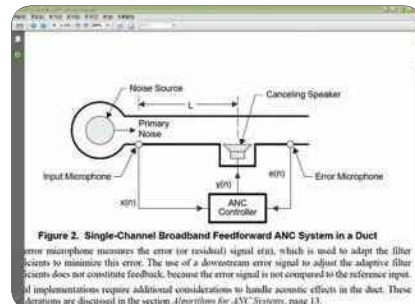 Noise Source
L
Canceling Speaker
Primary
Noise
Input Microphone
Error Microphone
y(n)
e(n)
x(n)
ANC
Controller
Figure 2. Single-Channel Broadband Feedforward ANC System in a Duct
error microphone measures the error (or residual) signal e(n), which is used to adapt the filter
icients to minimize this error. The use of a downstream error signal to adjust the adaptive filter
icients does not constitute feedback, because the error signal is not compared to the reference input.
l implementations require additional considerations to handle acoustic effects in the duct. These
iderations are discussed in the section Algorithms for ANC Systems, page 13.